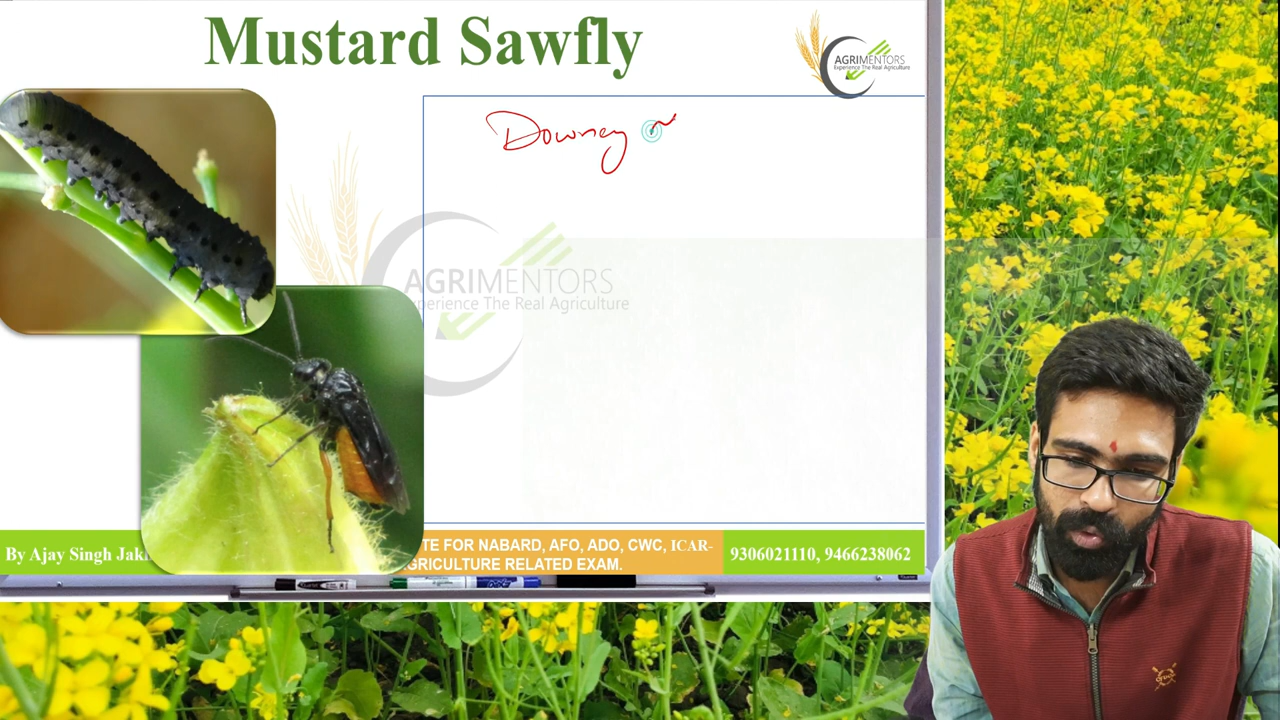 Mustard Sawfly
AGRIMENTORS
Experience The Real Agriculture
Downey
AGRIMENTORS
xperience The Real Agriculture
By Ajay Singh Jak
TE FOR NABARD, AFO, ADO, CWC, ICAR-
GRICULTURE RELATED EXAM.
9306021110, 9466238062